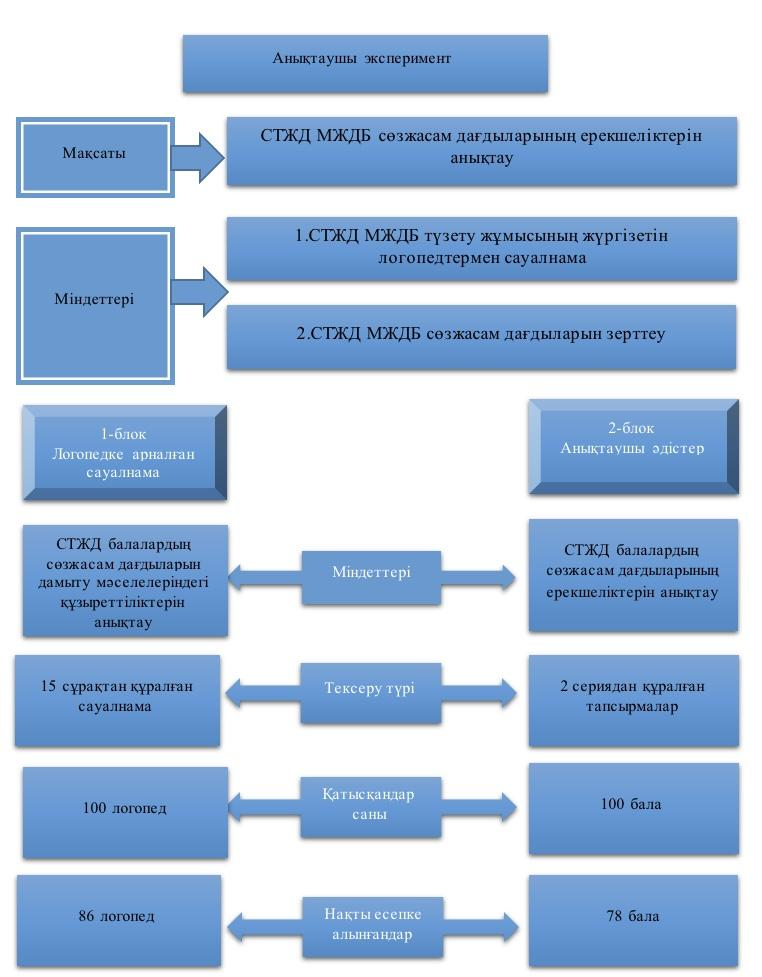 Анықтаушы эксперимент
Мақсаты
СТЖД МЖДБ сөзжасам дағдыларының ерекшеліктерін
анықтау
Міндеттері
1.СТЖД МЖДБ түзету жұмысының жүргізетін
логопедтермен сауалнама
2.СТЖД МЖДБ сөзжасам дағдыларын зерттеу
1-блок
Логопедке арналған
сауалнама
2-блок
Анықтаушы әдістер
СТЖД балалардың
сөзжасам дағдыларын
дамыту мәселелеріндегі
құзыреттіліктерін
анықтау
Міндеттері
СТЖД балалардың
сөзжасам дағдыларының
ерекшеліктерін анықтау
15 сұрақтан құралған
сауалнама
Тексеру түрі
2 сериядан құралған
тапсырмалар
100 логопед
Қатысқандар
саны
100 бала
86 логопед
Нақты есепке
алынғандар
78 бала